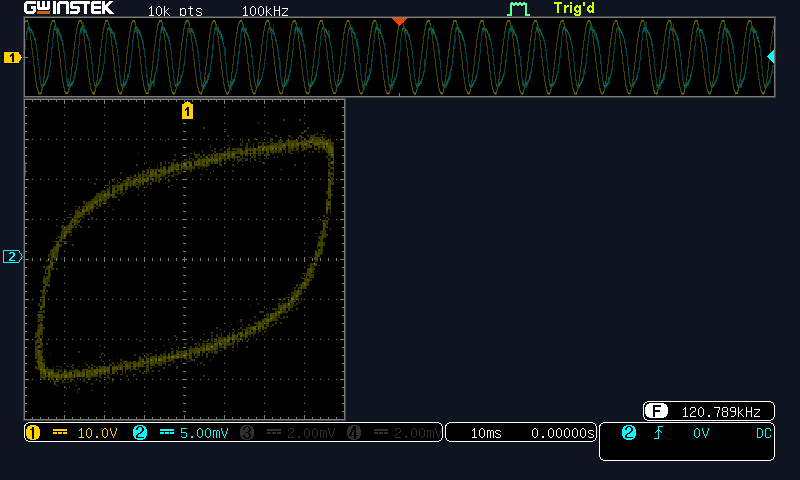 GWINSTEK 10k pts 100kHz Trig'd
1
1
2
F 120.789kHz
1 10.0V 2 5.00mV 3 2.00mV 4 2.00mV 10ms 0.00000s 2 0V DC